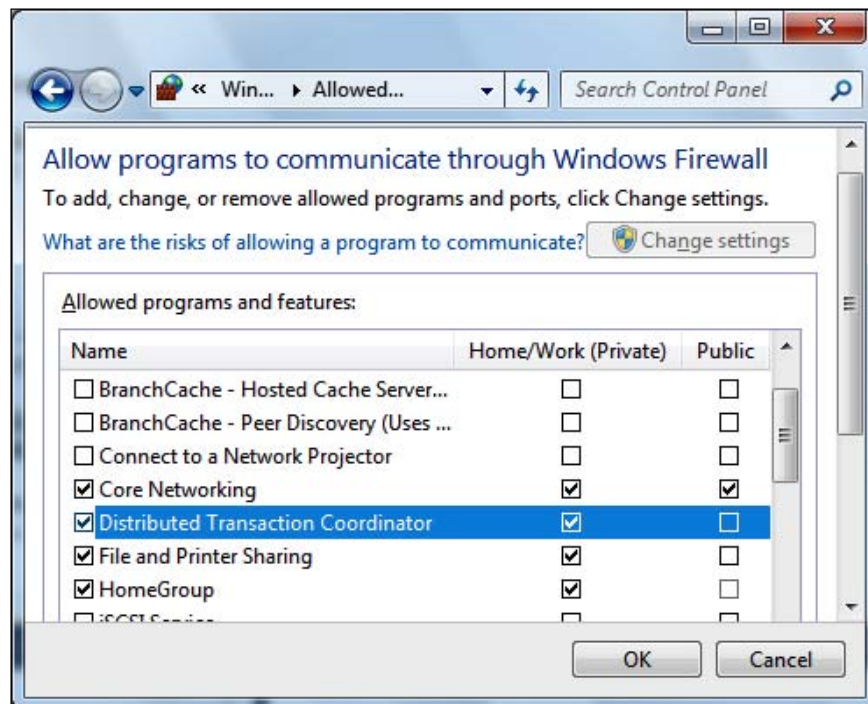 « Win... ▸ Allowed...
Search Control Panel
Allow programs to communicate through Windows Firewall
To add, change, or remove allowed programs and ports, click Change settings.
What are the risks of allowing a program to communicate? Change settings
Allowed programs and features:
Name Home/Work (Private) Public
BranchCache - Hosted Cache Server...
BranchCache - Peer Discovery (Uses ...
Connect to a Network Projector
Core Networking
Distributed Transaction Coordinator
File and Printer Sharing
HomeGroup
iSCSI Service
OK Cancel